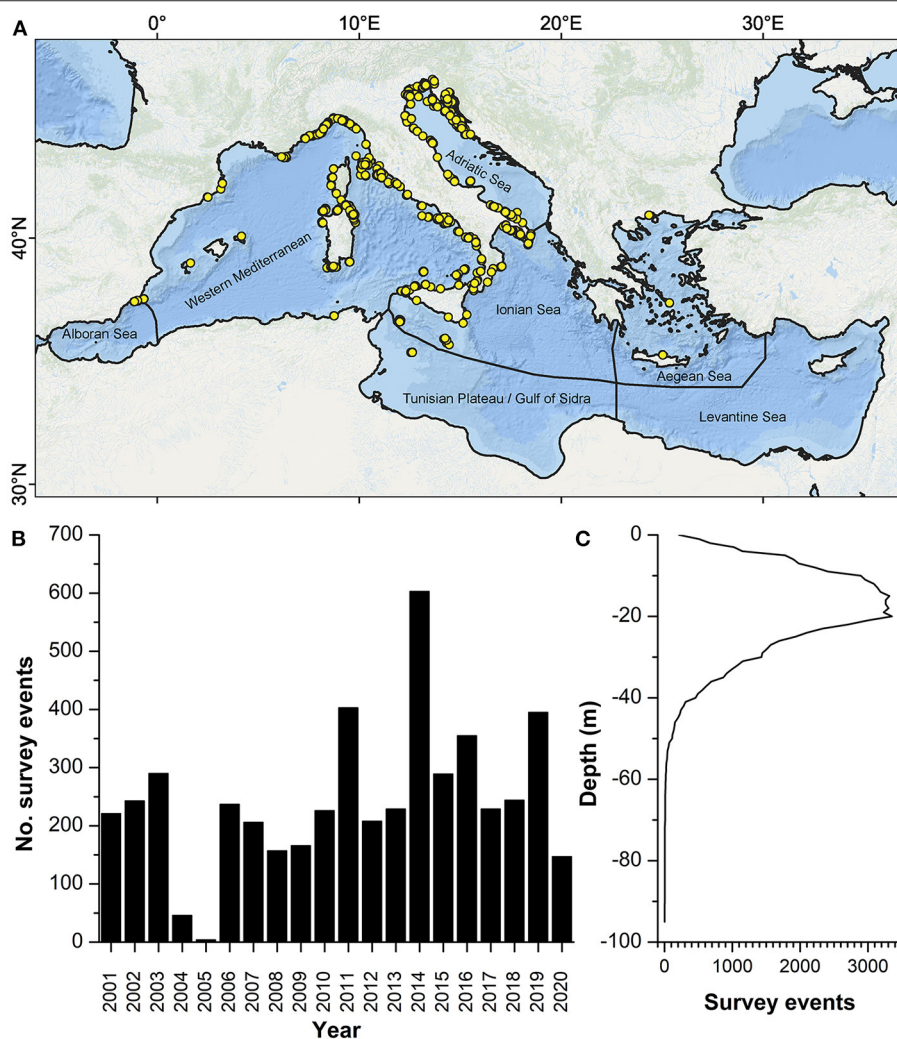 A
0°
10°E
20°E
30°E
40°N
30°N
Adriatic Sea
Western Mediterranean
Ionian Sea
Alboran Sea
Aegean Sea
Tunisian Plateau / Gulf of Sidra
Levantine Sea
B
700
600
500
400
300
200
100
0
No. survey events
2001
2002
2003
2004
2005
2006
2007
2008
2009
2010
2011
2012
2013
2014
2015
2016
2017
2018
2019
2020
Year
C
0
-20
-40
-60
-80
-100
Depth (m)
0
1000
2000
3000
Survey events